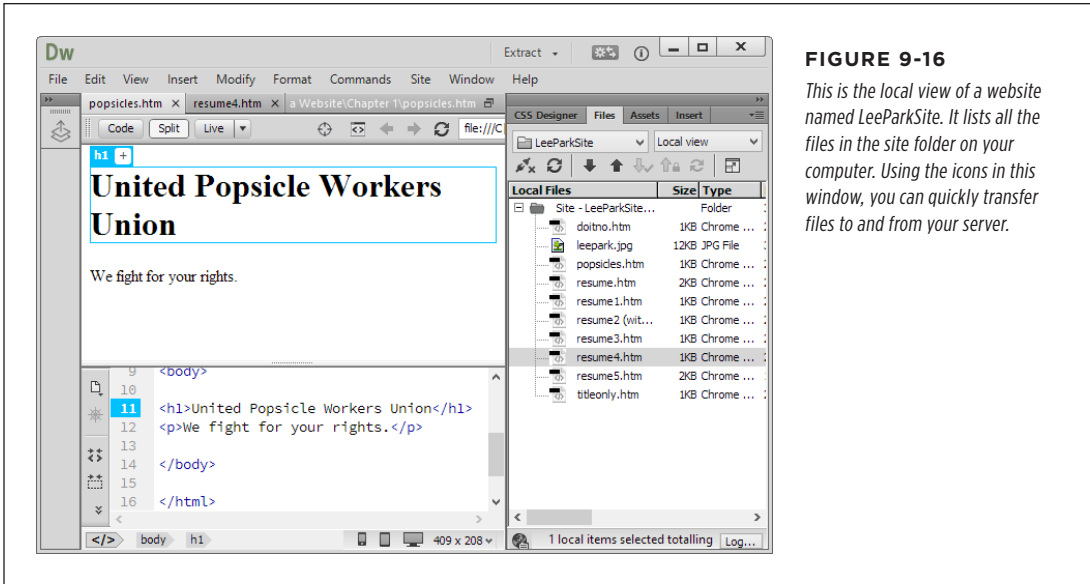 Dw
Extract
File Edit View Insert Modify Format Commands Site Window Help
popsicles.htm × resume4.htm × a Website\Chapter 1\popsicles.htm
Code Split Live file:///C
h1 +
United Popsicle Workers
Union
We fight for your rights.
9 <body>
10
11 <h1>United Popsicle Workers Union</h1>
12 <p>We fight for your rights.</p>
13
14 </body>
15
16 </html>
</> body h1 409 x 208
CSS Designer Files Assets Insert
LeeParkSite Local view
Local Files Size Type
Site - LeeParkSite... Folder
doitno.htm 1KB Chrome ...
leepark.jpg 12KB JPG File
popsicles.htm 1KB Chrome ...
resume.htm 2KB Chrome ...
resume1.htm 1KB Chrome ...
resume2 (wit... 1KB Chrome ...
resume3.htm 1KB Chrome ...
resume4.htm 1KB Chrome ...
resume5.htm 2KB Chrome ...
titleonly.htm 1KB Chrome ...
1 local items selected totalling Log...
FIGURE 9-16
This is the local view of a website
named LeeParkSite. It lists all the
files in the site folder on your
computer. Using the icons in this
window, you can quickly transfer
files to and from your server.